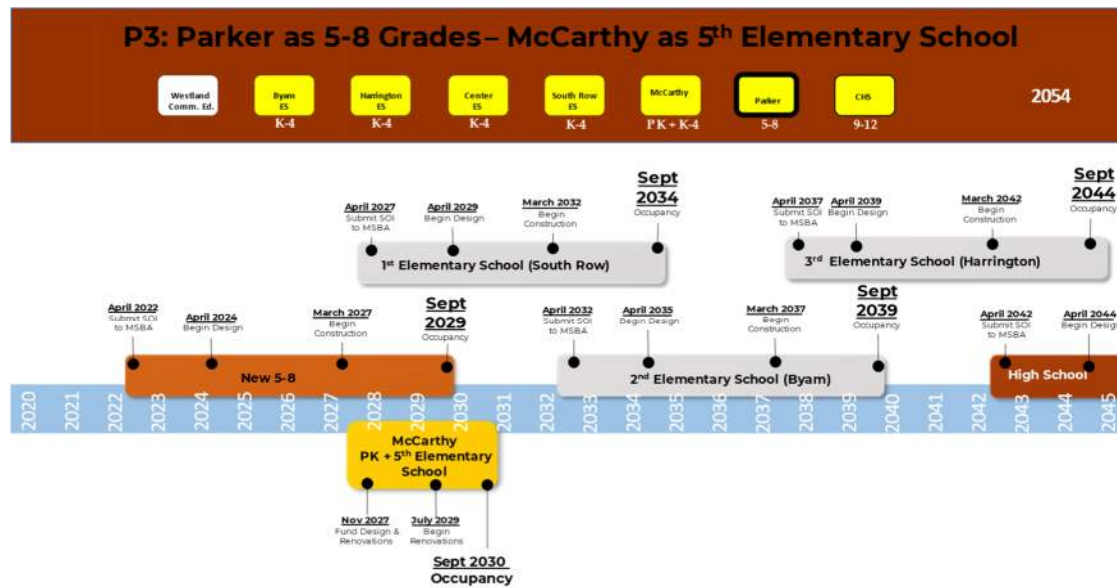 P3: Parker as 5-8 Grades – McCarthy as 5th Elementary School
Westland
Comm. Ed.
Byam
ES
K-4
Harrington
ES
K-4
Center
ES
K-4
South Row
ES
K-4
McCarthy
PK + K-4
Parker
5-8
CHS
9-12
2054
April 2027
Submit SOI
to MSBA
April 2029
Begin Design
March 2032
Begin
Construction
Sept
2034
Occupancy
1st Elementary School (South Row)
April 2037
Submit SOI
to MSBA
April 2039
Begin Design
March 2042
Begin
Construction
Sept
2044
Occupancy
3rd Elementary School (Harrington)
April 2022
Submit SOI
to MSBA
April 2024
Begin Design
March 2027
Begin
Construction
Sept
2029
Occupancy
New 5-8
April 2032
Submit SOI
to MSBA
April 2035
Begin Design
March 2037
Begin
Construction
Sept
2039
Occupancy
2nd Elementary School (Byam)
April 2042
Submit SOI
to MSBA
April 2044
Begin Design
High School
2020
2021
2022
2023
2024
2025
2026
2027
2028
2029
2030
2031
2032
2033
2034
2035
2036
2037
2038
2039
2040
2041
2042
2043
2044
2045
McCarthy
PK + 5th Elementary
School
Nov 2027
Fund Design &
Renovations
July 2029
Begin
Renovations
Sept 2030
Occupancy